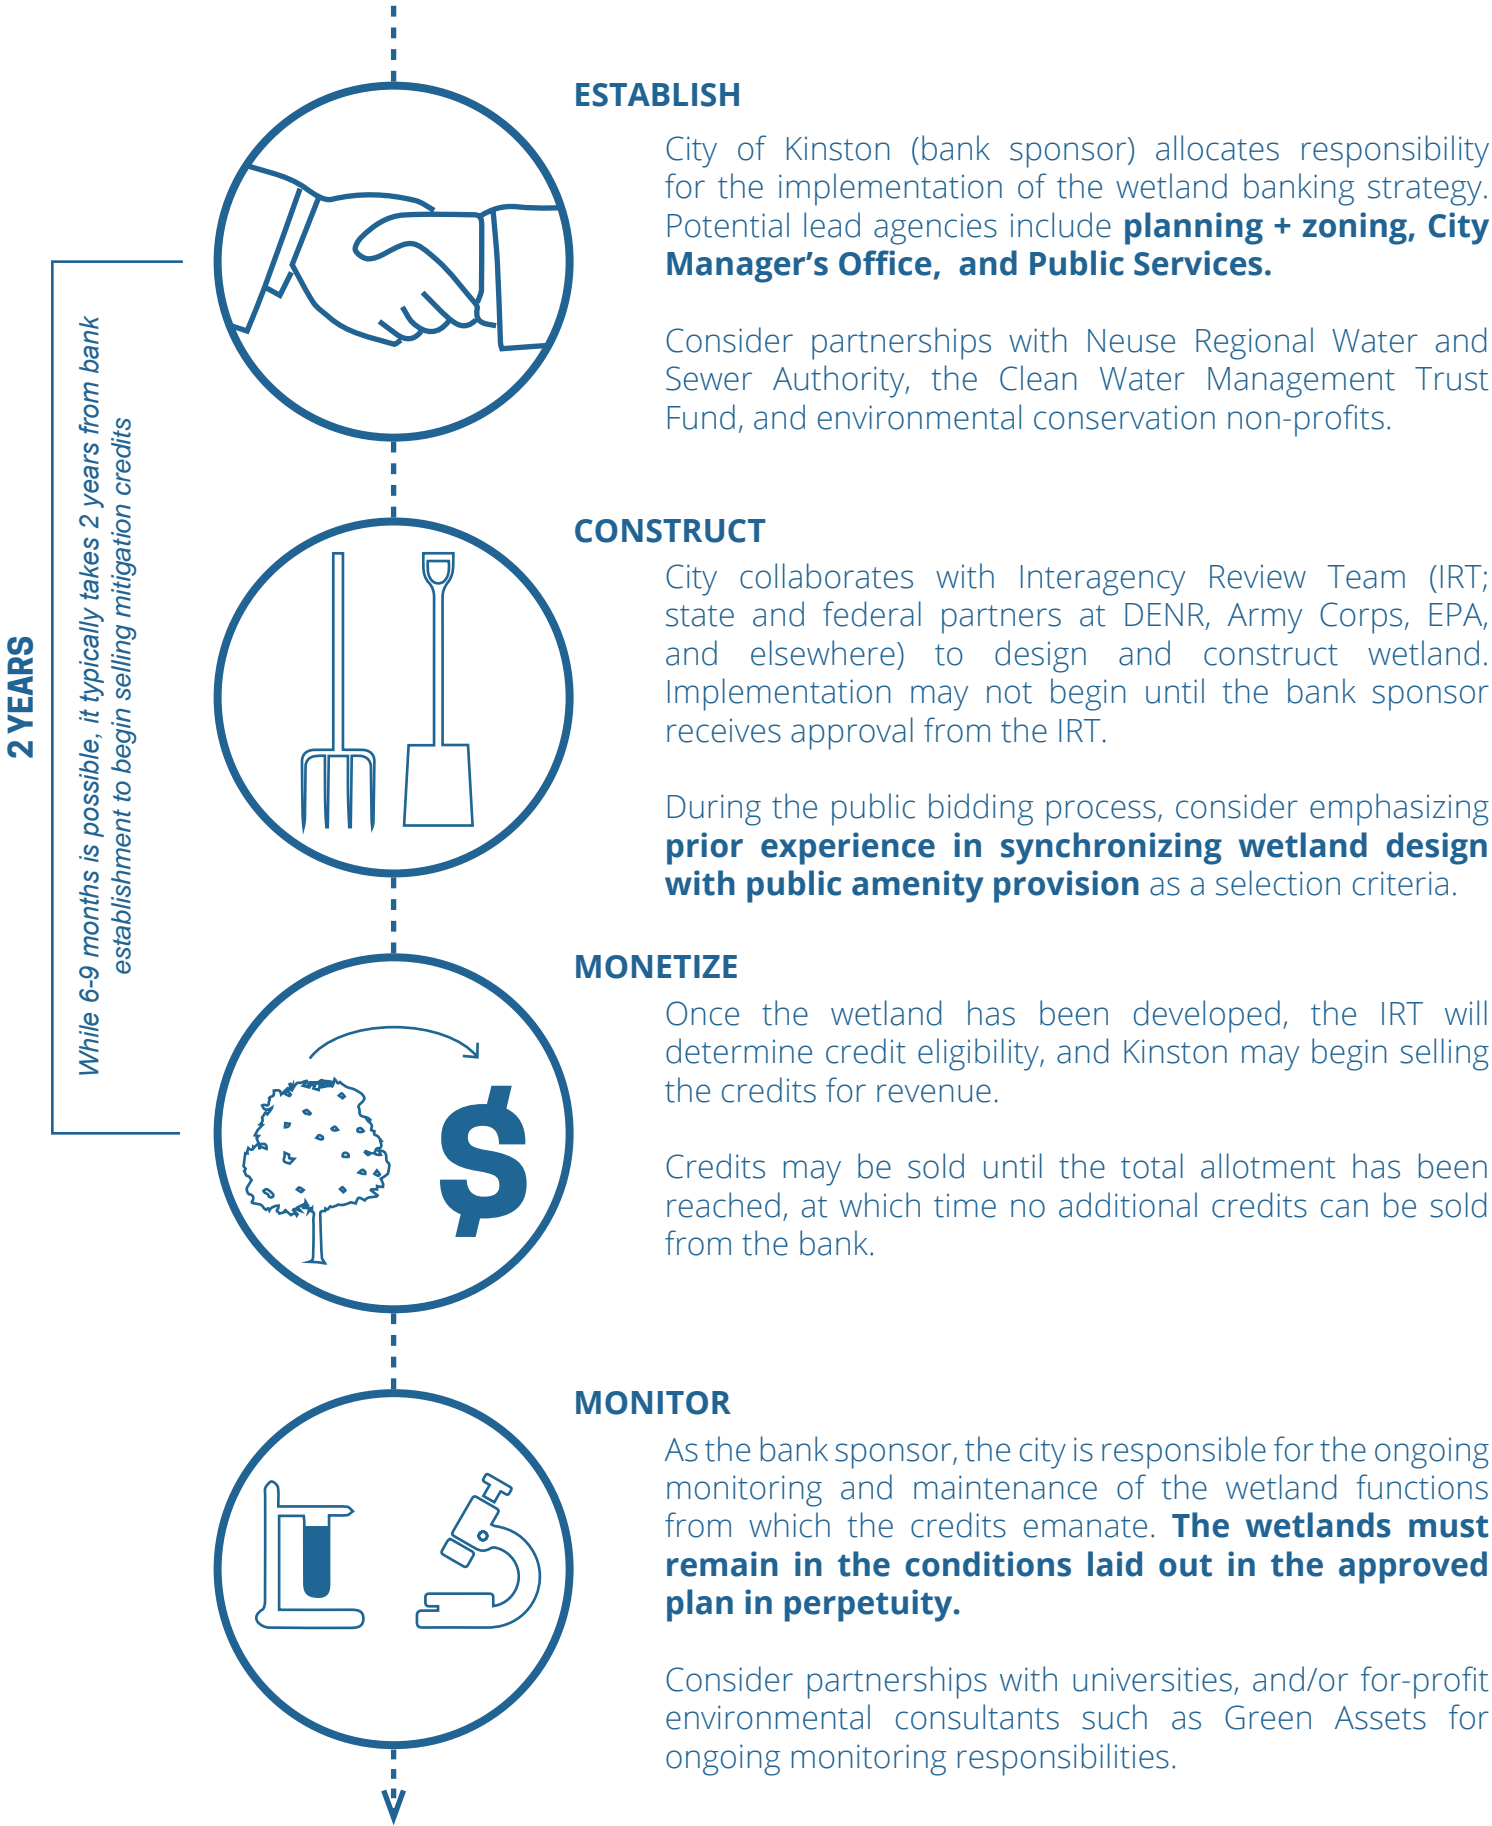 ESTABLISH
City of Kinston (bank sponsor) allocates responsibility
for the implementation of the wetland banking strategy.
Potential lead agencies include planning + zoning, City
Manager’s Office, and Public Services.
Consider partnerships with Neuse Regional Water and
Sewer Authority, the Clean Water Management Trust
Fund, and environmental conservation non-profits.
2 YEARS
While 6-9 months is possible, it typically takes 2 years from bank
establishment to begin selling mitigation credits
CONSTRUCT
City collaborates with Interagency Review Team (IRT;
state and federal partners at DENR, Army Corps, EPA,
and elsewhere) to design and construct wetland.
Implementation may not begin until the bank sponsor
receives approval from the IRT.
During the public bidding process, consider emphasizing
prior experience in synchronizing wetland design
with public amenity provision as a selection criteria.
MONETIZE
Once the wetland has been developed, the IRT will
determine credit eligibility, and Kinston may begin selling
the credits for revenue.
Credits may be sold until the total allotment has been
reached, at which time no additional credits can be sold
from the bank.
$
MONITOR
As the bank sponsor, the city is responsible for the ongoing
monitoring and maintenance of the wetland functions
from which the credits emanate. The wetlands must
remain in the conditions laid out in the approved
plan in perpetuity.
Consider partnerships with universities, and/or for-profit
environmental consultants such as Green Assets for
ongoing monitoring responsibilities.